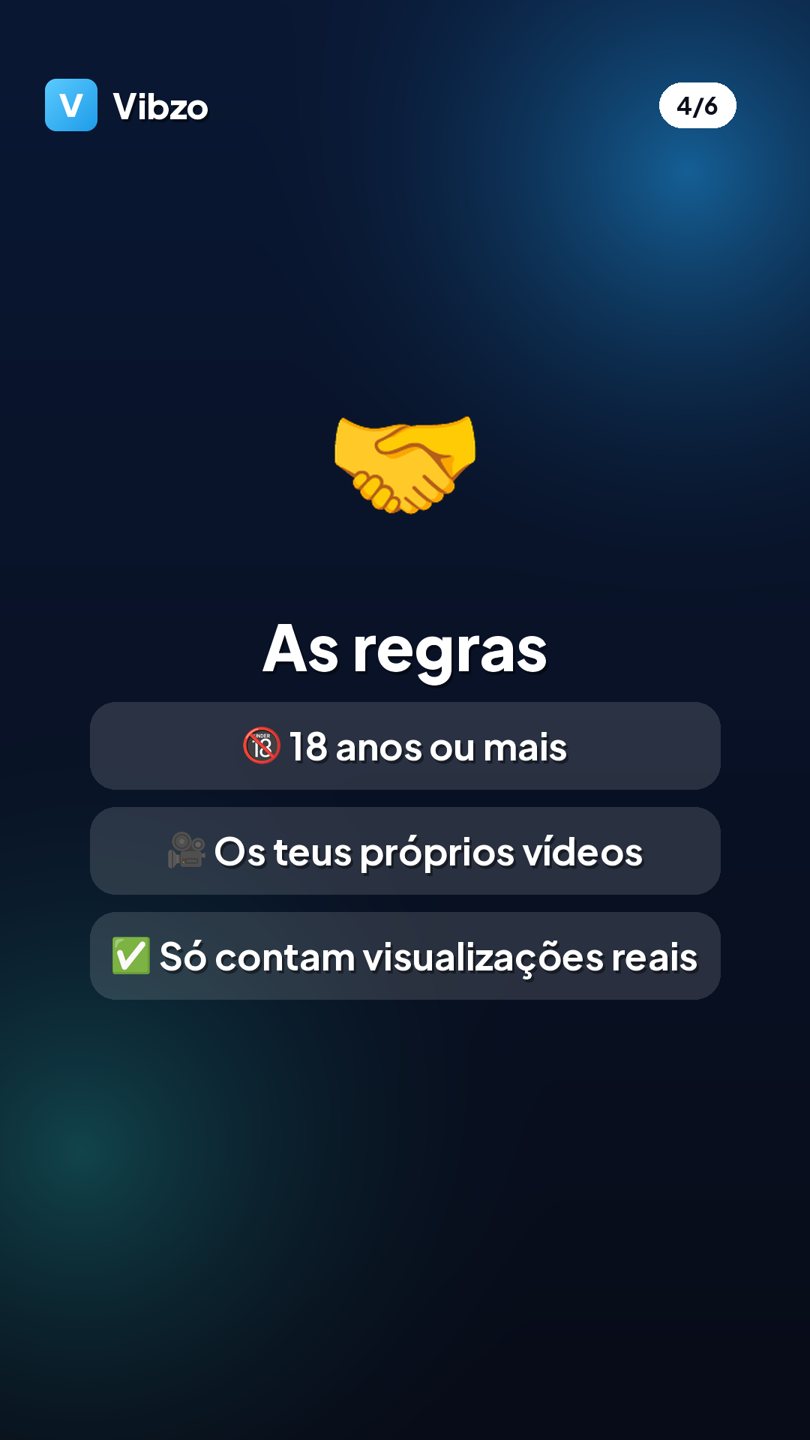 V Vibzo
4/6
As regras
🔞 18 anos ou mais
🎥 Os teus próprios vídeos
✅ Só contam visualizações reais